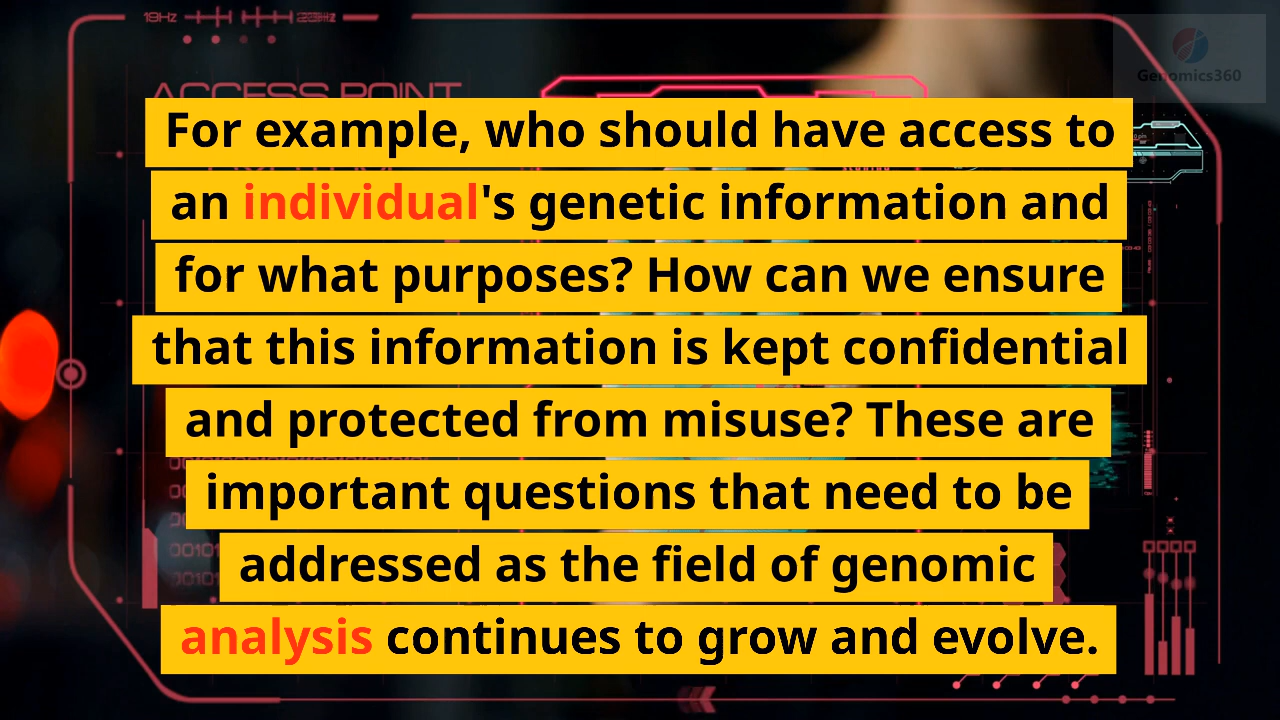 19Hz
ACCESS POINT
Genomics360
For example, who should have access to
an individual's genetic information and
for what purposes? How can we ensure
that this information is kept confidential
and protected from misuse? These are
important questions that need to be
addressed as the field of genomic
analysis continues to grow and evolve.